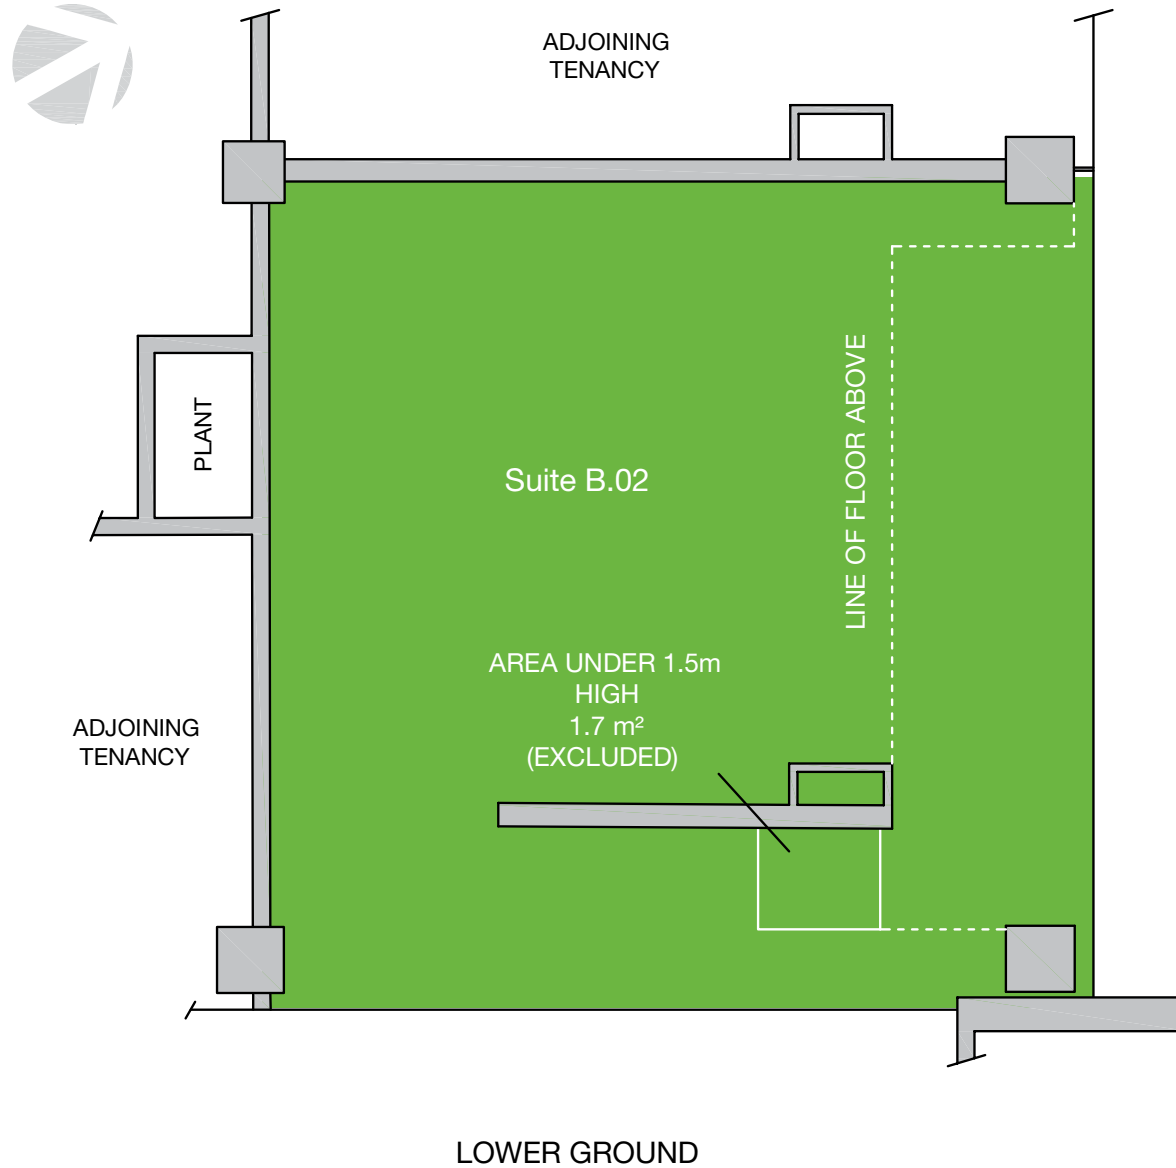 ADJOINING
TENANCY
PLANT
Suite B.02
LINE OF FLOOR ABOVE
AREA UNDER 1.5m
HIGH
1.7 m²
(EXCLUDED)
ADJOINING
TENANCY
LOWER GROUND